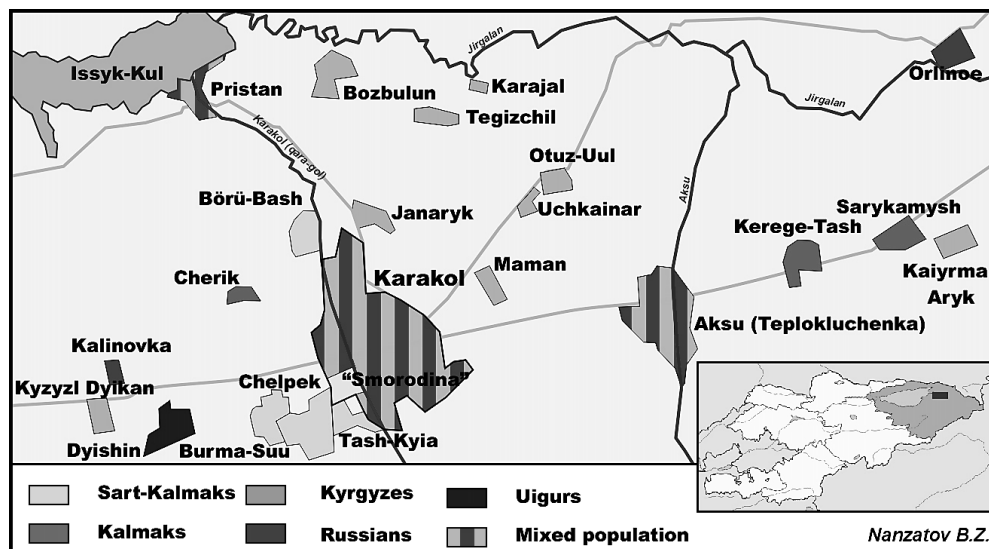 Jirgalan
Orlinoe
Issyk-Kul
Pristan
Bozbulun
Karajal
Tegizchil
Jirgalan
Karakol (qara-gol)
Otuz-Uul
Aksu
Börü-Bash
Janaryk
Uchkainar
Sarykamysh
Kerege-Tash
Cherik
Karakol
Maman
Kaiyrma
Aryk
Aksu (Teplokluchenka)
Kalinovka
Kyzyzl Dyikan
Chelpek
"Smorodina"
Dyishin
Burma-Suu
Tash-Kyia
Sart-Kalmaks
Kyrgyzes
Uigurs
Kalmaks
Russians
Mixed population
Nanzatov B.Z.